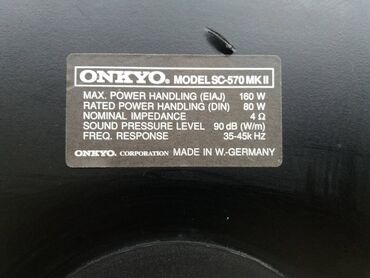 ONKYO. MODEL SC-570 MK II
MAX. POWER HANDLING (EIAJ) 160 W
RATED POWER HANDLING (DIN) 80 W
NOMINAL IMPEDANCE 4 Ω
SOUND PRESSURE LEVEL 90 dB (W/m)
FREQ. RESPONSE 35-45k HZ
ONKYO. CORPORATION MADE IN W.-GERMANY